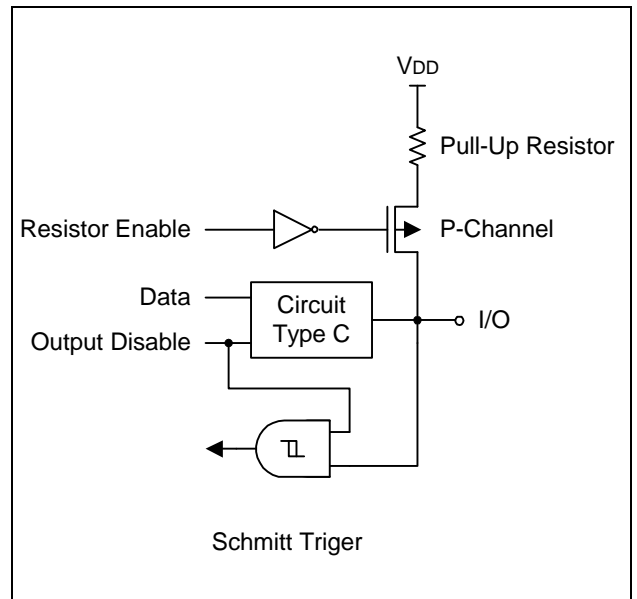 VDD
Pull-Up Resistor
Resistor Enable
P-Channel
Data
Circuit
Type C
I/O
Output Disable
Schmitt Triger